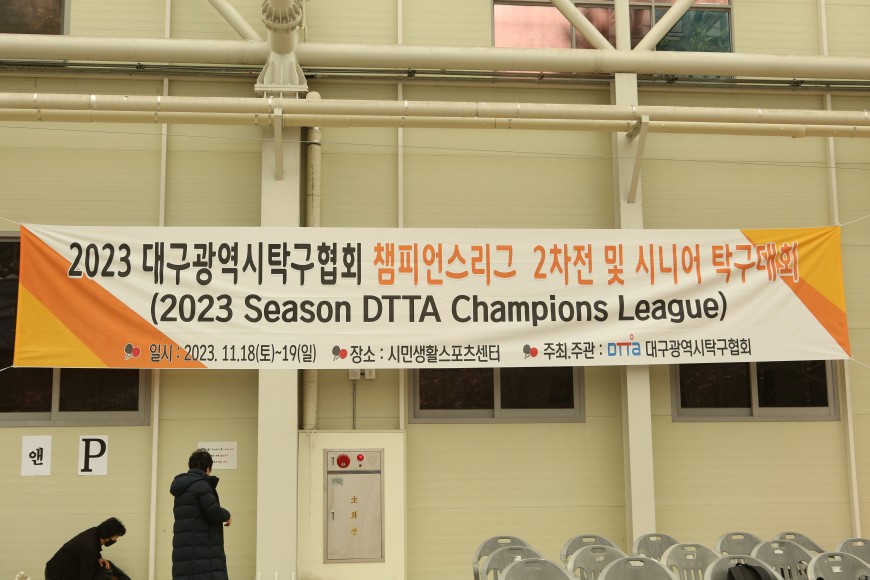 2023 대구광역시탁구협회 챔피언스리그 2차전 및 시니어 탁구대회
(2023 Season DTTA Champions League)
일시 : 2023. 11.18(토)~19(일) 장소 : 시민생활스포츠센터 주최.주관 : DTTa 대구광역시탁구협회
앤 P
소화전